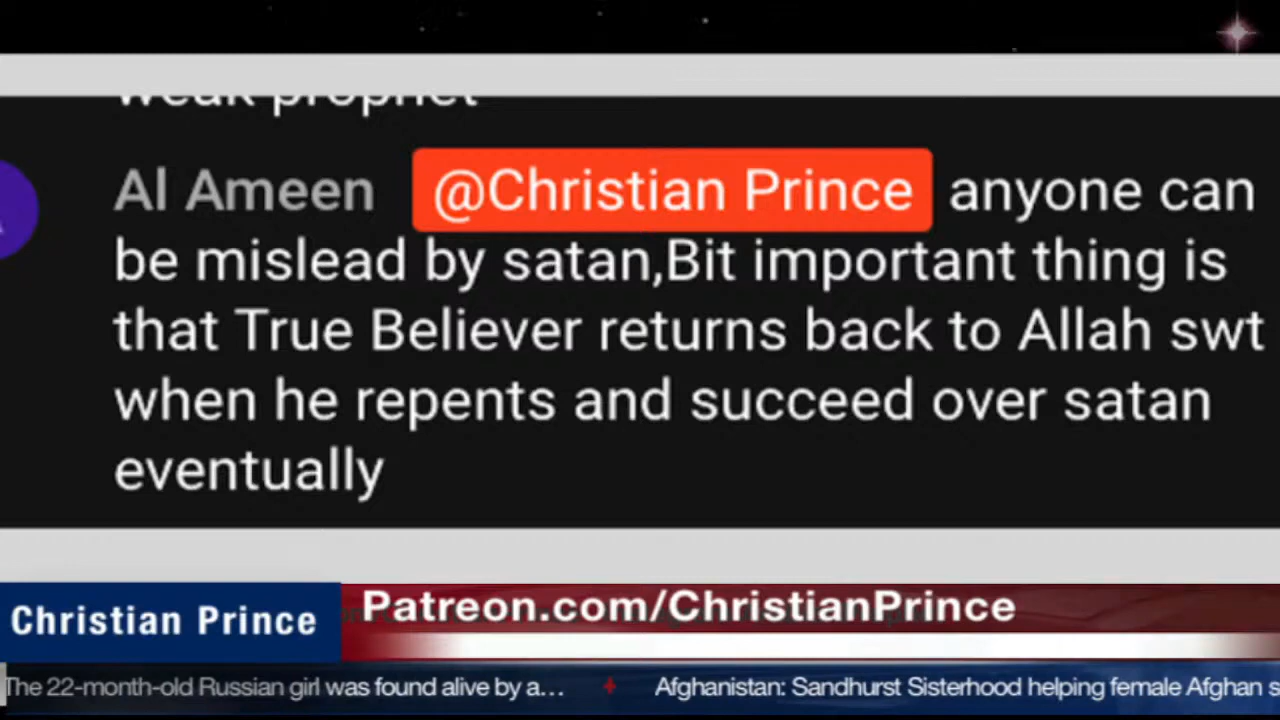 weak prophet
Al Ameen @Christian Prince anyone can
be mislead by satan,Bit important thing is
that True Believer returns back to Allah swt
when he repents and succeed over satan
eventually
Christian Prince
Patreon.com/ChristianPrince
The 22-month-old Russian girl was found alive by a… Afghanistan: Sandhurst Sisterhood helping female Afghan s